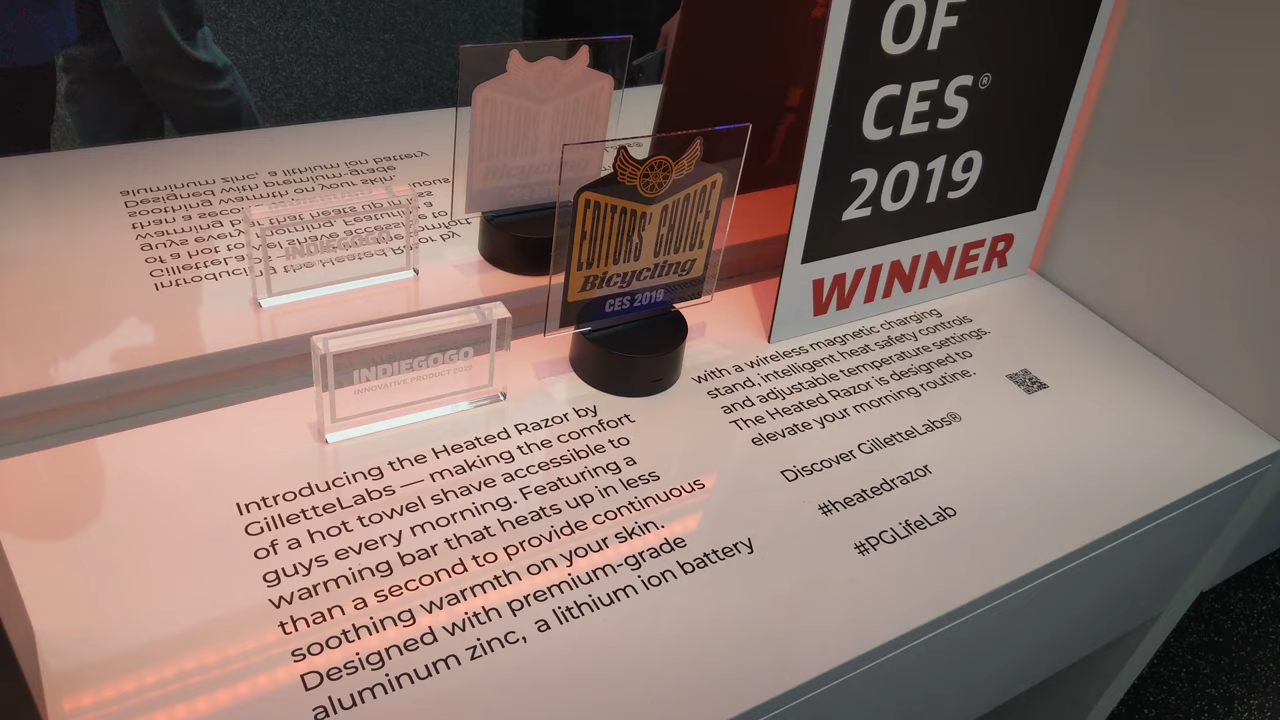 OF
CES®
2019
WINNER
EDITORS' CHOICE
Bicycling
CES 2019
INDIEGOGO
INNOVATIVE PRODUCT
Introducing the Heated Razor by
GilletteLabs — making the comfort
of a hot towel shave accessible to
guys every morning. Featuring a
warming bar that heats up in less
than a second to provide continuous
soothing warmth on your skin.
Designed with premium-grade
aluminum zinc, a lithium ion battery
with a wireless magnetic charging
stand, intelligent heat safety controls
and adjustable temperature settings.
The Heated Razor is designed to
elevate your morning routine.
Discover GilletteLabs®
#heatedrazor
#PGLifeLab